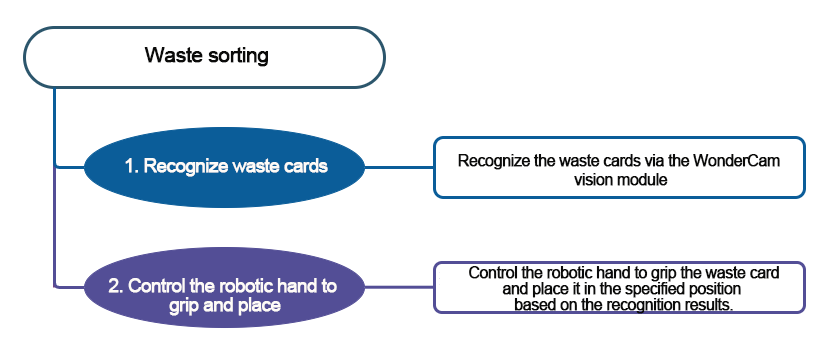 Waste sorting
1. Recognize waste cards
Recognize the waste cards via the WonderCam
vision module
2. Control the robotic hand to
grip and place
Control the robotic hand to grip the waste card
and place it in the specified position
based on the recognition results.